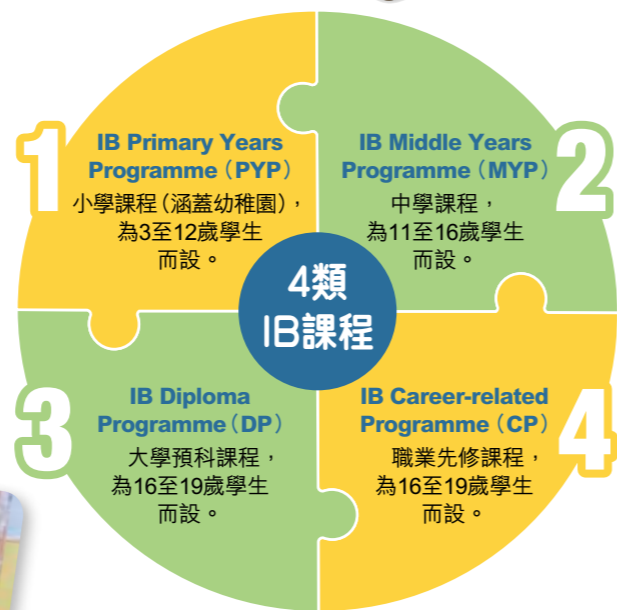 1
IB Primary Years
Programme（PYP）
小學課程（涵蓋幼稚園），
為3至12歲學生
而設。
2
IB Middle Years
Programme（MYP）
中學課程，
為11至16歲學生
而設。
4類
IB課程
3
IB Diploma
Programme（DP）
大學預科課程，
為16至19歲學生
而設。
4
IB Career-related
Programme（CP）
職業先修課程，
為16至19歲學生
而設。